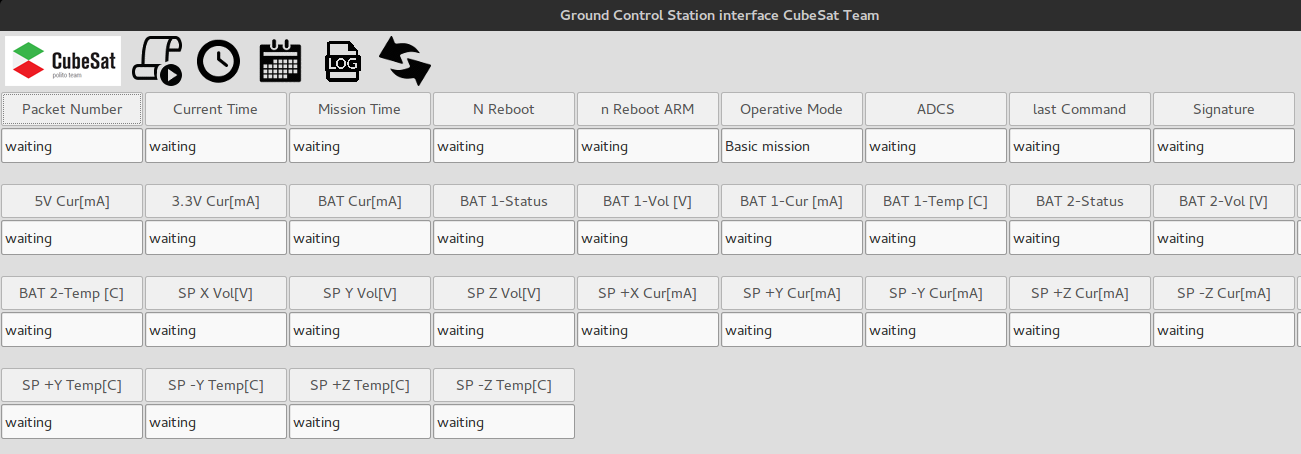 Ground Control Station interface CubeSat Team
CubeSat
polito team
LOG
Packet Number Current Time Mission Time N Reboot n Reboot ARM Operative Mode ADCS last Command Signature
waiting waiting waiting waiting waiting Basic mission waiting waiting waiting
5V Cur[mA] 3.3V Cur[mA] BAT Cur[mA] BAT 1-Status BAT 1-Vol [V] BAT 1-Cur [mA] BAT 1-Temp [C] BAT 2-Status BAT 2-Vol [V]
waiting waiting waiting waiting waiting waiting waiting waiting waiting
BAT 2-Temp [C] SP X Vol[V] SP Y Vol[V] SP Z Vol[V] SP +X Cur[mA] SP +Y Cur[mA] SP -Y Cur[mA] SP +Z Cur[mA] SP -Z Cur[mA]
waiting waiting waiting waiting waiting waiting waiting waiting waiting
SP +Y Temp[C] SP -Y Temp[C] SP +Z Temp[C] SP -Z Temp[C]
waiting waiting waiting waiting